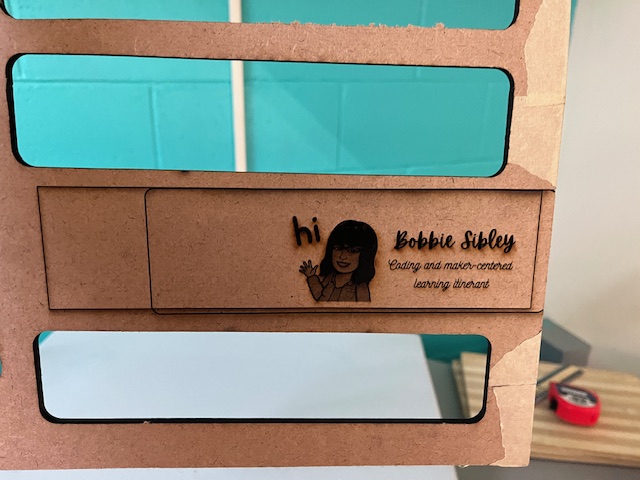 hi
Bobbie Sibley
Coding and maker-centered
learning itinerant